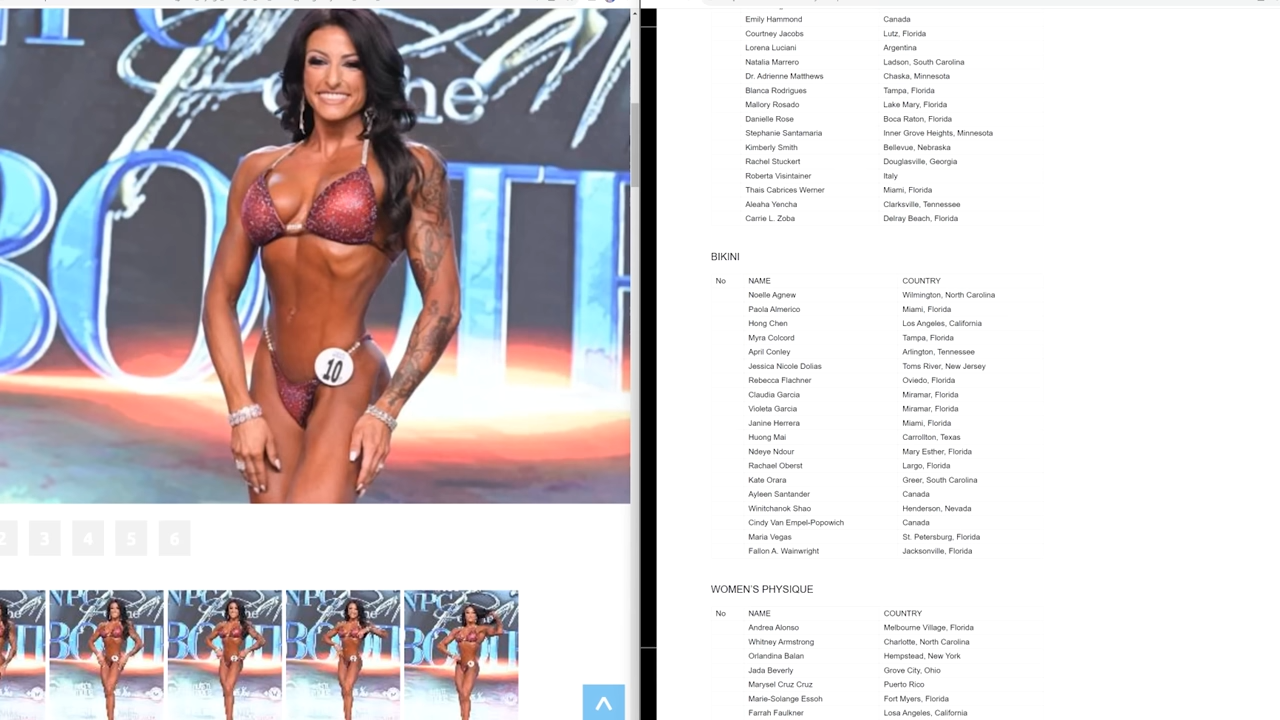 NPC
the
BOOTH
10
2 3 4 5 6
Emily Hammond Canada
Courtney Jacobs Lutz, Florida
Lorena Luciani Argentina
Natalia Marrero Ladson, South Carolina
Dr. Adrienne Matthews Chaska, Minnesota
Blanca Rodrigues Tampa, Florida
Mallory Rosado Lake Mary, Florida
Danielle Rose Boca Raton, Florida
Stephanie Santamaria Inner Grove Heights, Minnesota
Kimberly Smith Bellevue, Nebraska
Rachel Stuckert Douglasville, Georgia
Roberta Visintainer Italy
Thais Cabrices Werner Miami, Florida
Aleaha Yencha Clarksville, Tennessee
Carrie L. Zoba Delray Beach, Florida
BIKINI
No NAME COUNTRY
Noelle Agnew Wilmington, North Carolina
Paola Almerico Miami, Florida
Hong Chen Los Angeles, California
Myra Colcord Tampa, Florida
April Conley Arlington, Tennessee
Jessica Nicole Dolias Toms River, New Jersey
Rebecca Flachner Oviedo, Florida
Claudia Garcia Miramar, Florida
Violeta Garcia Miramar, Florida
Janine Herrera Miami, Florida
Huong Mai Carrollton, Texas
Ndeye Ndour Mary Esther, Florida
Rachael Oberst Largo, Florida
Kate Orara Greer, South Carolina
Ayleen Santander Canada
Winitchanok Shao Henderson, Nevada
Cindy Van Empel-Popowich Canada
Maria Vegas St. Petersburg, Florida
Fallon A. Wainwright Jacksonville, Florida
WOMEN'S PHYSIQUE
No NAME COUNTRY
Andrea Alonso Melbourne Village, Florida
Whitney Armstrong Charlotte, North Carolina
Orlandina Balan Hempstead, New York
Jada Beverly Grove City, Ohio
Marysel Cruz Cruz Puerto Rico
Marie-Solange Essoh Fort Myers, Florida
Farrah Faulkner Losa Angeles, California